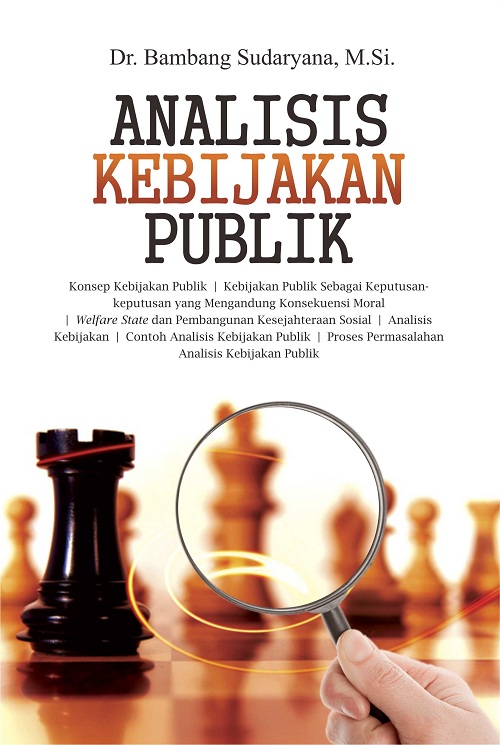 Dr. Bambang Sudaryana, M.Si.
ANALISIS
KEBIJAKAN
PUBLIK
Konsep Kebijakan Publik | Kebijakan Publik Sebagai Keputusan-
keputusan yang Mengandung Konsekuensi Moral
| Welfare State dan Pembangunan Kesejahteraan Sosial | Analisis
Kebijakan | Contoh Analisis Kebijakan Publik | Proses Permasalahan
Analisis Kebijakan Publik